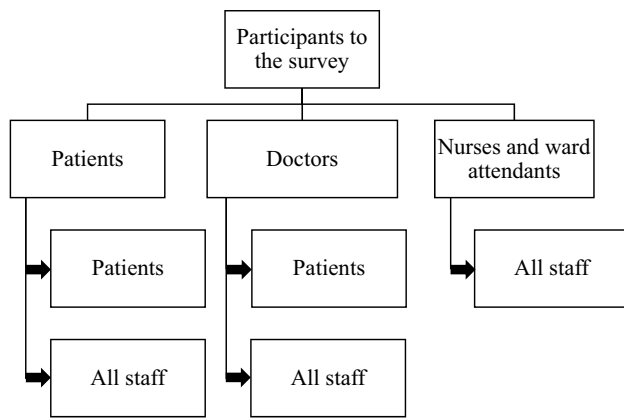 Participants to
the survey
Patients
Doctors
Nurses and ward
attendants
Patients
Patients
All staff
All staff
All staff